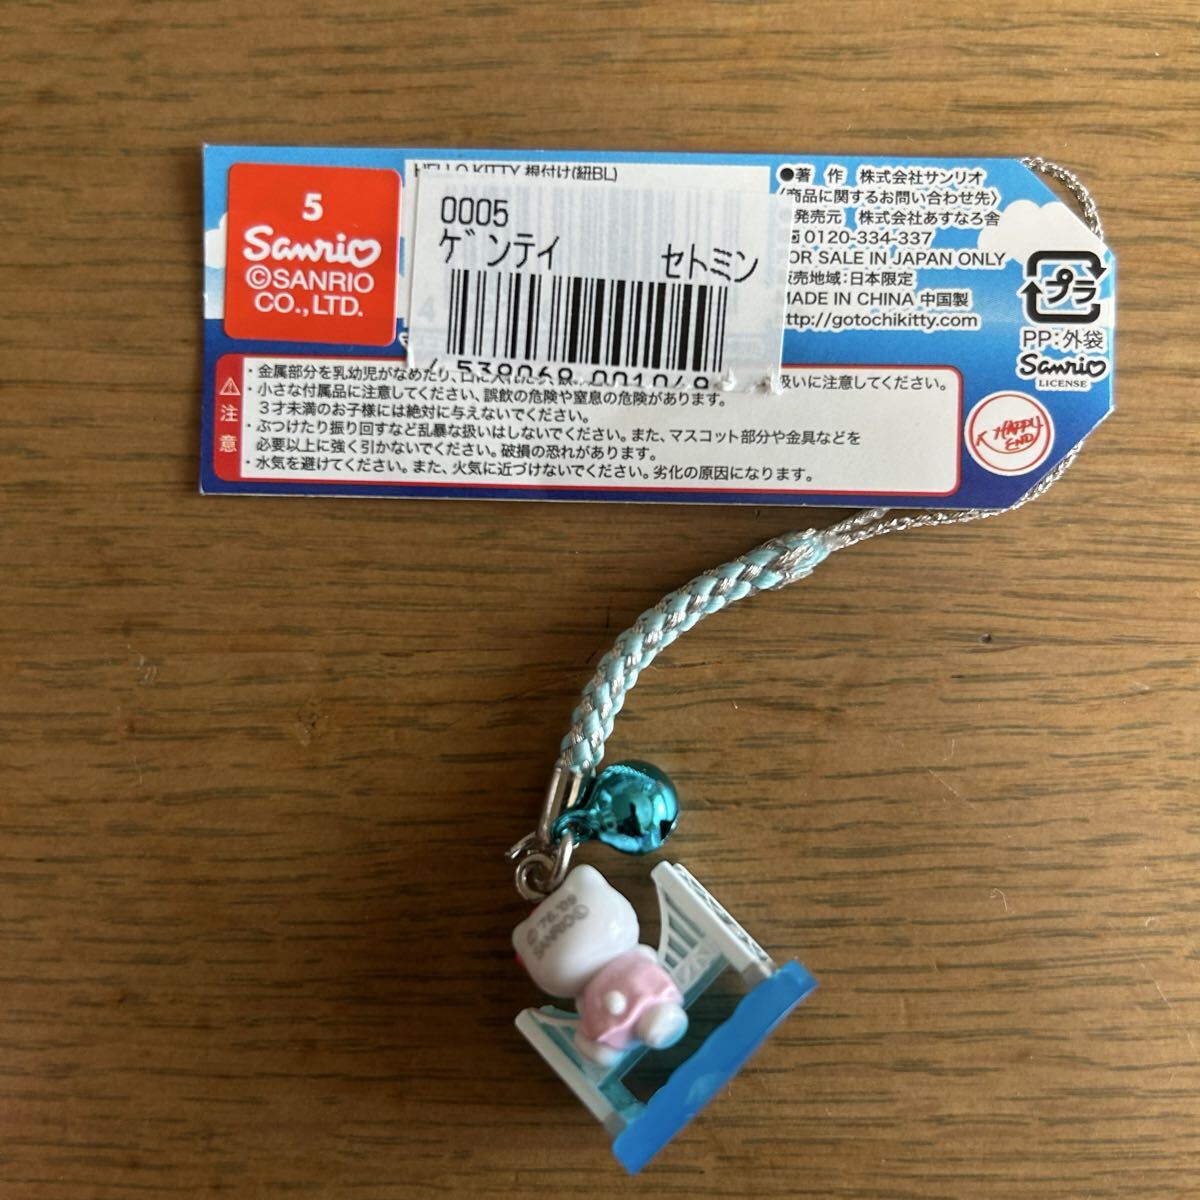 5
Sanrio
©SANRIO
CO.,LTD.
HELLO KITTY 根付け(紐BL)
0005
ゲンテイ セトミン
●著 作 株式会社サンリオ
〈商品に関するお問い合わせ先〉
発売元 株式会社あすなろ舎
0120-334-337
FOR SALE IN JAPAN ONLY
販売地域:日本限定
MADE IN CHINA 中国製
http://gotochikitty.com
プラ
PP:外袋
Sanrio
LICENSE
HAPPY
END
注意
・金属部分を乳幼児がなめたり、口に入れたり、
扱いに注意してください。
・小さな付属品に注意してください、誤飲の危険や窒息の危険があります。
3才未満のお子様には絶対に与えないでください。
・ぶつけたり振り回すなど乱暴な扱いはしないでください。また、マスコット部分や金具などを
必要以上に強く引かないでください。破損の恐れがあります。
・水気を避けてください。また、火気に近づけないでください。劣化の原因になります。
SANRIO©